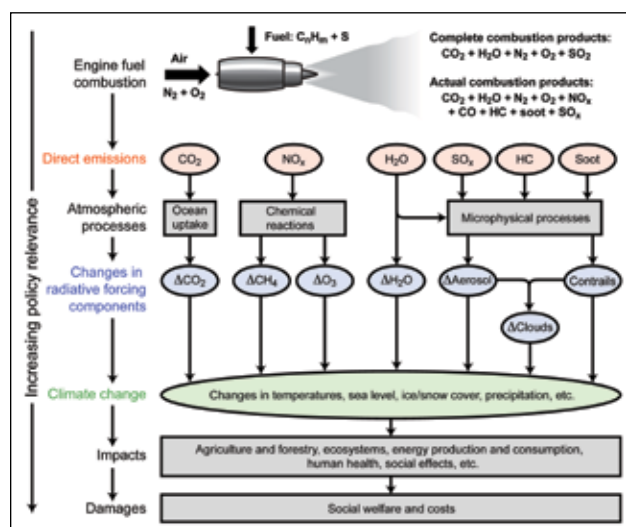 Fuel: CnHm + S
Complete combustion products:
CO2 + H2O + N2 + O2 + SO2
Engine fuel
combustion
Air
N2 + O2
Actual combustion products:
CO2 + H2O + N2 + O2 + NOx
+ CO + HC + soot + SOx
Direct emissions
CO2
NOx
H2O
SOx
HC
Soot
Atmospheric
processes
Ocean
uptake
Chemical
reactions
Microphysical processes
Changes in
radiative forcing
components
ΔCO2
ΔCH4
ΔO3
ΔH2O
ΔAerosol
Contrails
ΔClouds
Climate change
Changes in temperatures, sea level, ice/snow cover, precipitation, etc.
Impacts
Agriculture and forestry, ecosystems, energy production and consumption,
human health, social effects, etc.
Damages
Social welfare and costs
Increasing policy relevance